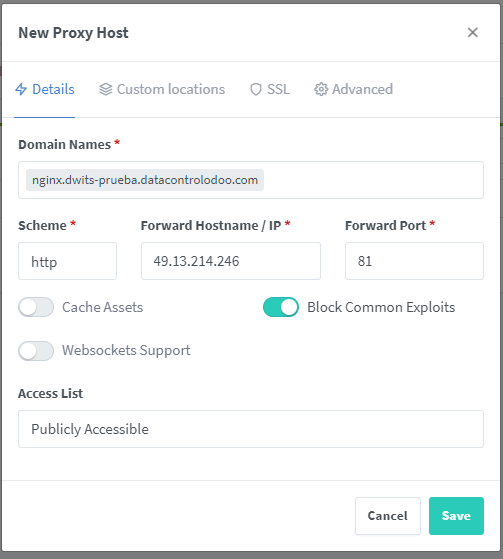 New Proxy Host
Details Custom locations SSL Advanced
Domain Names *
nginx.dwits-prueba.datacontrolodoo.com
Scheme * Forward Hostname / IP * Forward Port *
http 49.13.214.246 81
Cache Assets Block Common Exploits
Websockets Support
Access List
Publicly Accessible
Cancel Save